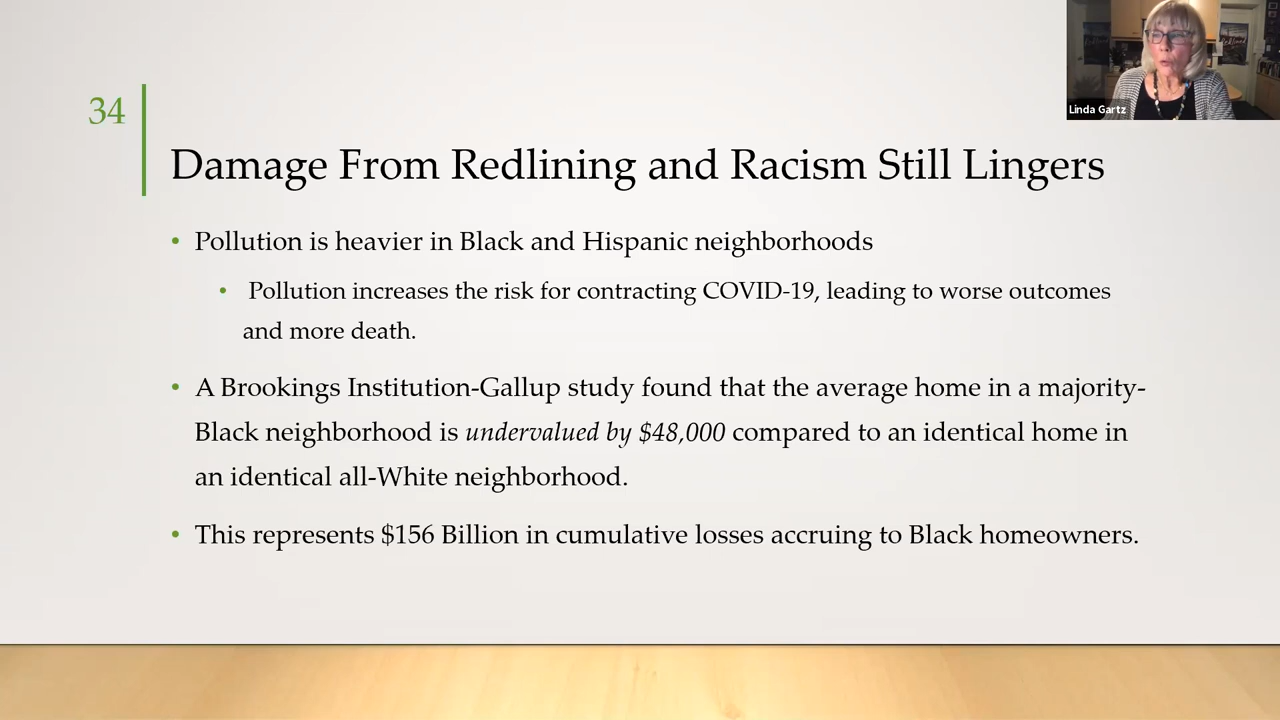 Linda Gartz
34
Damage From Redlining and Racism Still Lingers
• Pollution is heavier in Black and Hispanic neighborhoods
• Pollution increases the risk for contracting COVID-19, leading to worse outcomes
and more death.
• A Brookings Institution-Gallup study found that the average home in a majority-
Black neighborhood is undervalued by $48,000 compared to an identical home in
an identical all-White neighborhood.
• This represents $156 Billion in cumulative losses accruing to Black homeowners.